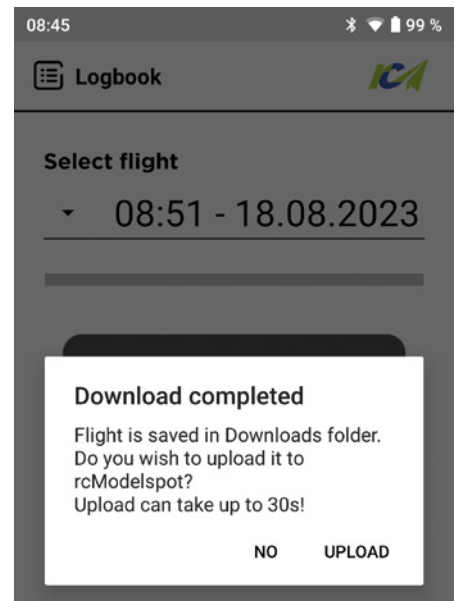 08:45
99 %
Logbook
rc
Select flight
08:51 - 18.08.2023
Download completed
Flight is saved in Downloads folder.
Do you wish to upload it to
rcModelspot?
Upload can take up to 30s!
NO
UPLOAD